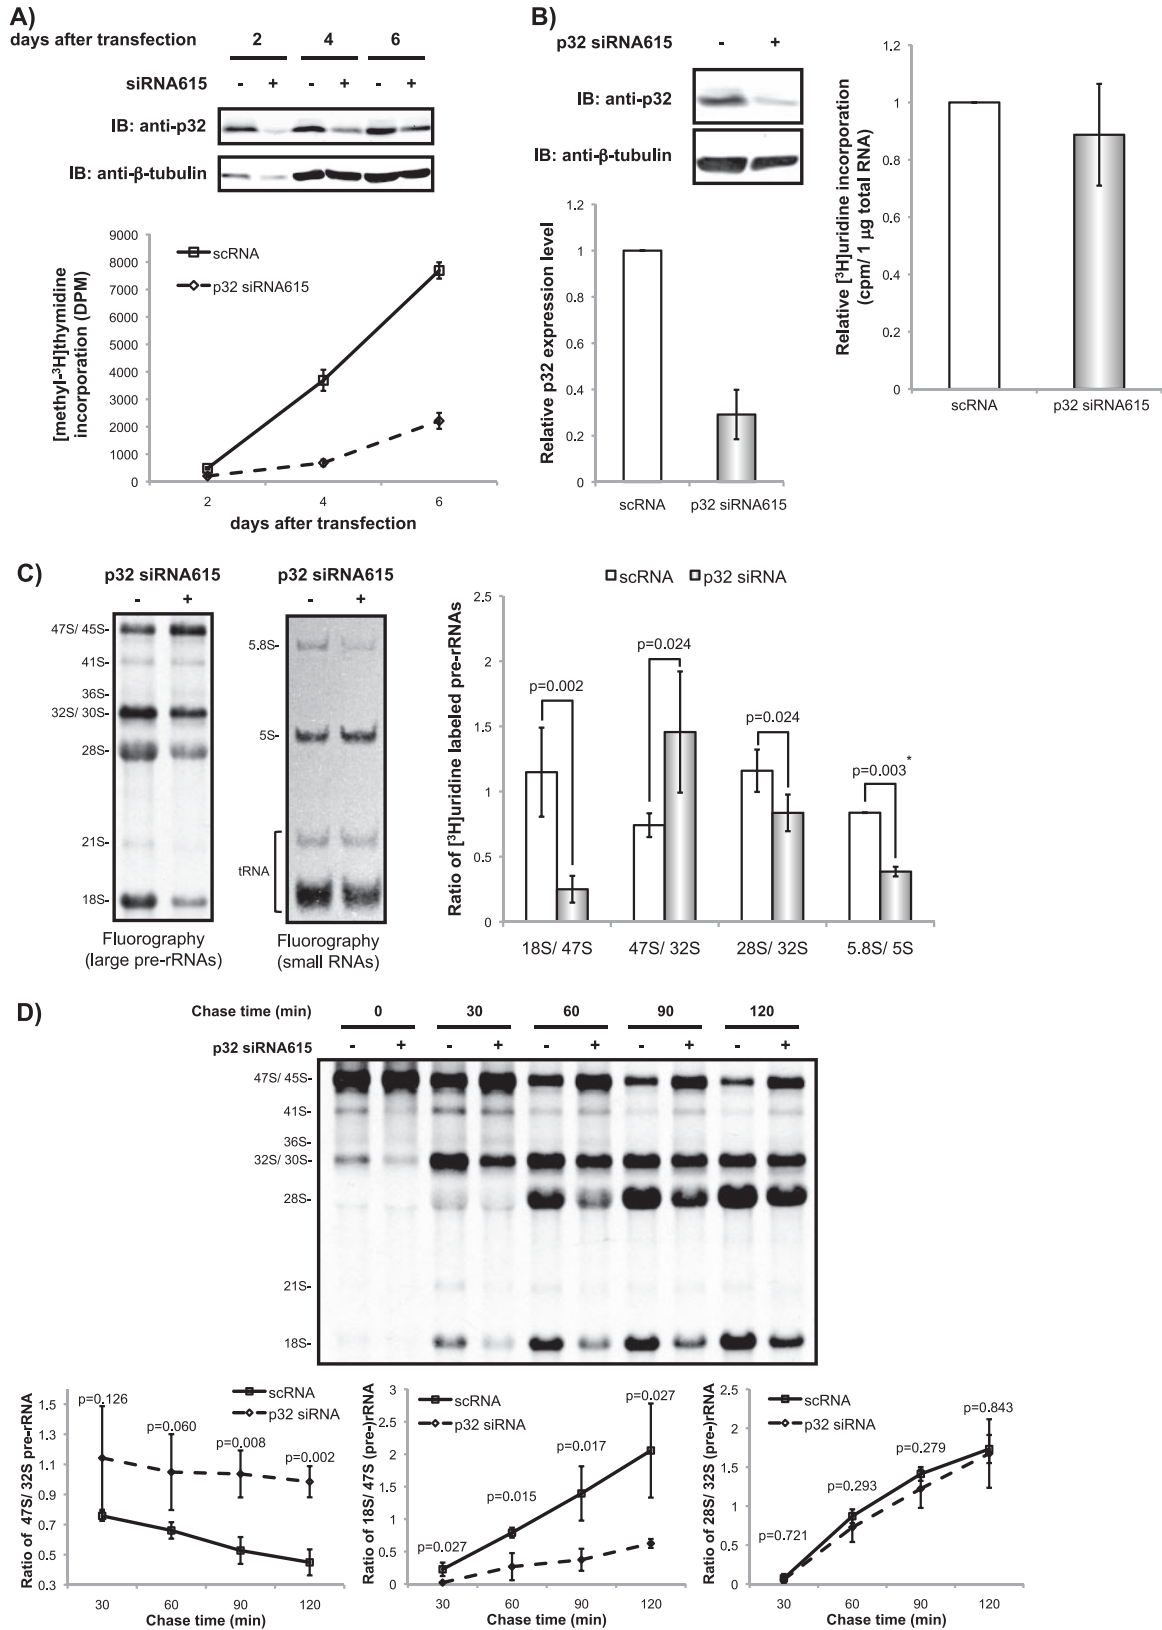 A)
days after transfection 2 4 6
siRNA615 - + - + - +
IB: anti-p32
IB: anti-β-tubulin
[methyl-³H]thymidine
incorporation (DPM)
9000
8000
7000
6000
5000
4000
3000
2000
1000
0
scRNA
p32 siRNA615
2 4 6
days after transfection
B)
p32 siRNA615 - +
IB: anti-p32
IB: anti-β-tubulin
Relative p32 expression level
1.2
1
0.8
0.6
0.4
0.2
0
scRNA p32 siRNA615
Relative [³H]uridine incorporation
(cpm/ 1 µg total RNA)
1.2
1
0.8
0.6
0.4
0.2
0
scRNA p32 siRNA615
C)
p32 siRNA615
- +
47S/ 45S-
41S-
36S-
32S/ 30S-
28S-
21S-
18S-
Fluorography
(large pre-rRNAs)
p32 siRNA615
- +
5.8S-
5S-
tRNA
Fluorography
(small RNAs)
scRNA p32 siRNA
Ratio of [³H]uridine labeled pre-rRNAs
2.5
2
1.5
1
0.5
0
p=0.002
p=0.024
p=0.024
p=0.003*
18S/ 47S 47S/ 32S 28S/ 32S 5.8S/ 5S
D)
Chase time (min) 0 30 60 90 120
p32 siRNA615 - + - + - + - + - +
47S/ 45S-
41S-
36S-
32S/ 30S-
28S-
21S-
18S-
Ratio of 47S/ 32S pre-rRNA
1.5
1.3
1.1
0.9
0.7
0.5
0.3
scRNA
p32 siRNA
p=0.126
p=0.060
p=0.008
p=0.002
30 60 90 120
Chase time (min)
Ratio of 18S/ 47S (pre-)rRNA
3
2.5
2
1.5
1
0.5
0
scRNA
p32 siRNA
p=0.027
p=0.015
p=0.017
p=0.027
30 60 90 120
Chase time (min)
Ratio of 28S/ 32S (pre-)rRNA
2.5
2
1.5
1
0.5
0
scRNA
p32 siRNA
p=0.721
p=0.293
p=0.279
p=0.843
30 60 90 120
Chase time (min)